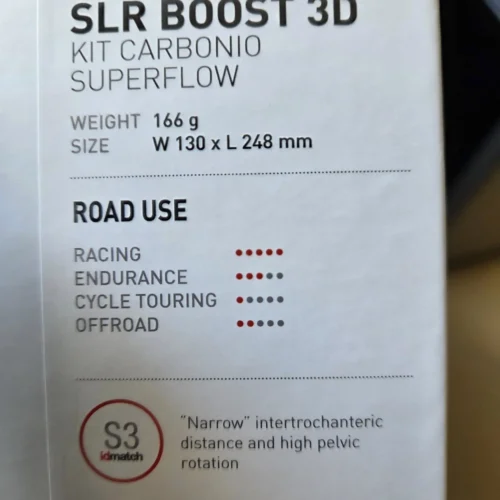 SLR BOOST 3D
KIT CARBONIO
SUPERFLOW
WEIGHT 166 g
SIZE W 130 x L 248 mm
ROAD USE
RACING
ENDURANCE
CYCLE TOURING
OFFROAD
S3
idmatch
"Narrow" intertrochanteric
distance and high pelvic
rotation